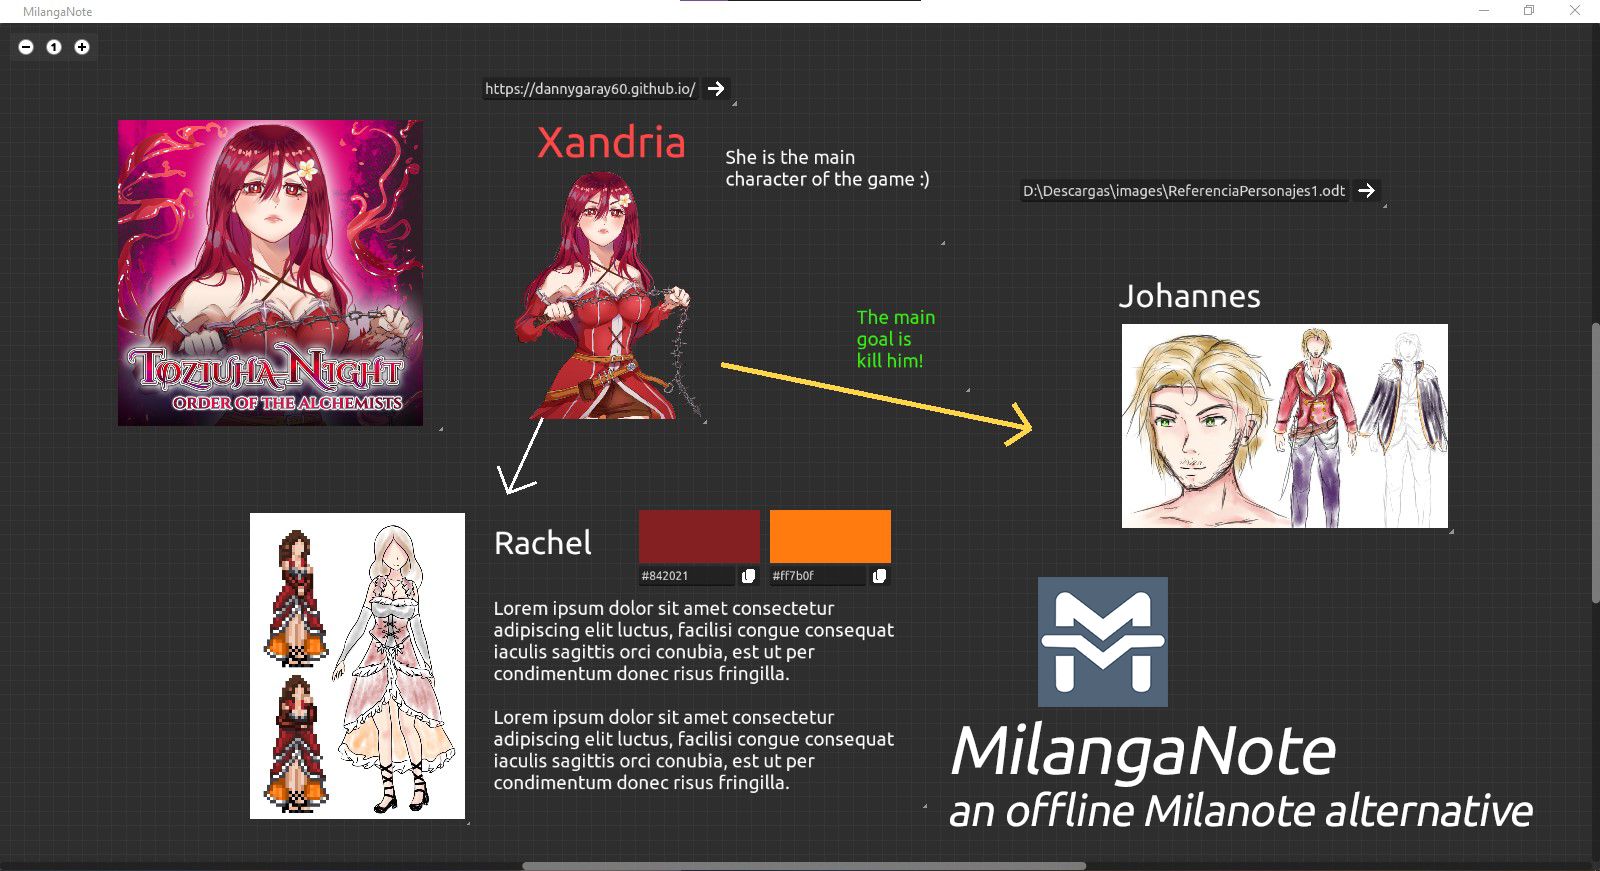 MilangaNote
1
https://dannygaray60.github.io/
Xandria
She is the main
character of the game :)
D:\Descargas\images\ReferenciaPersonajes1.odt
TOZIUHA NIGHT
ORDER OF THE ALCHEMISTS
The main
goal is
kill him!
Johannes
Rachel
#842021
#ff7b0f
Lorem ipsum dolor sit amet consectetur
adipiscing elit luctus, facilisi congue consequat
iaculis sagittis orci conubia, est ut per
condimentum donec risus fringilla.
Lorem ipsum dolor sit amet consectetur
adipiscing elit luctus, facilisi congue consequat
iaculis sagittis orci conubia, est ut per
condimentum donec risus fringilla.
MilangaNote
an offline Milanote alternative